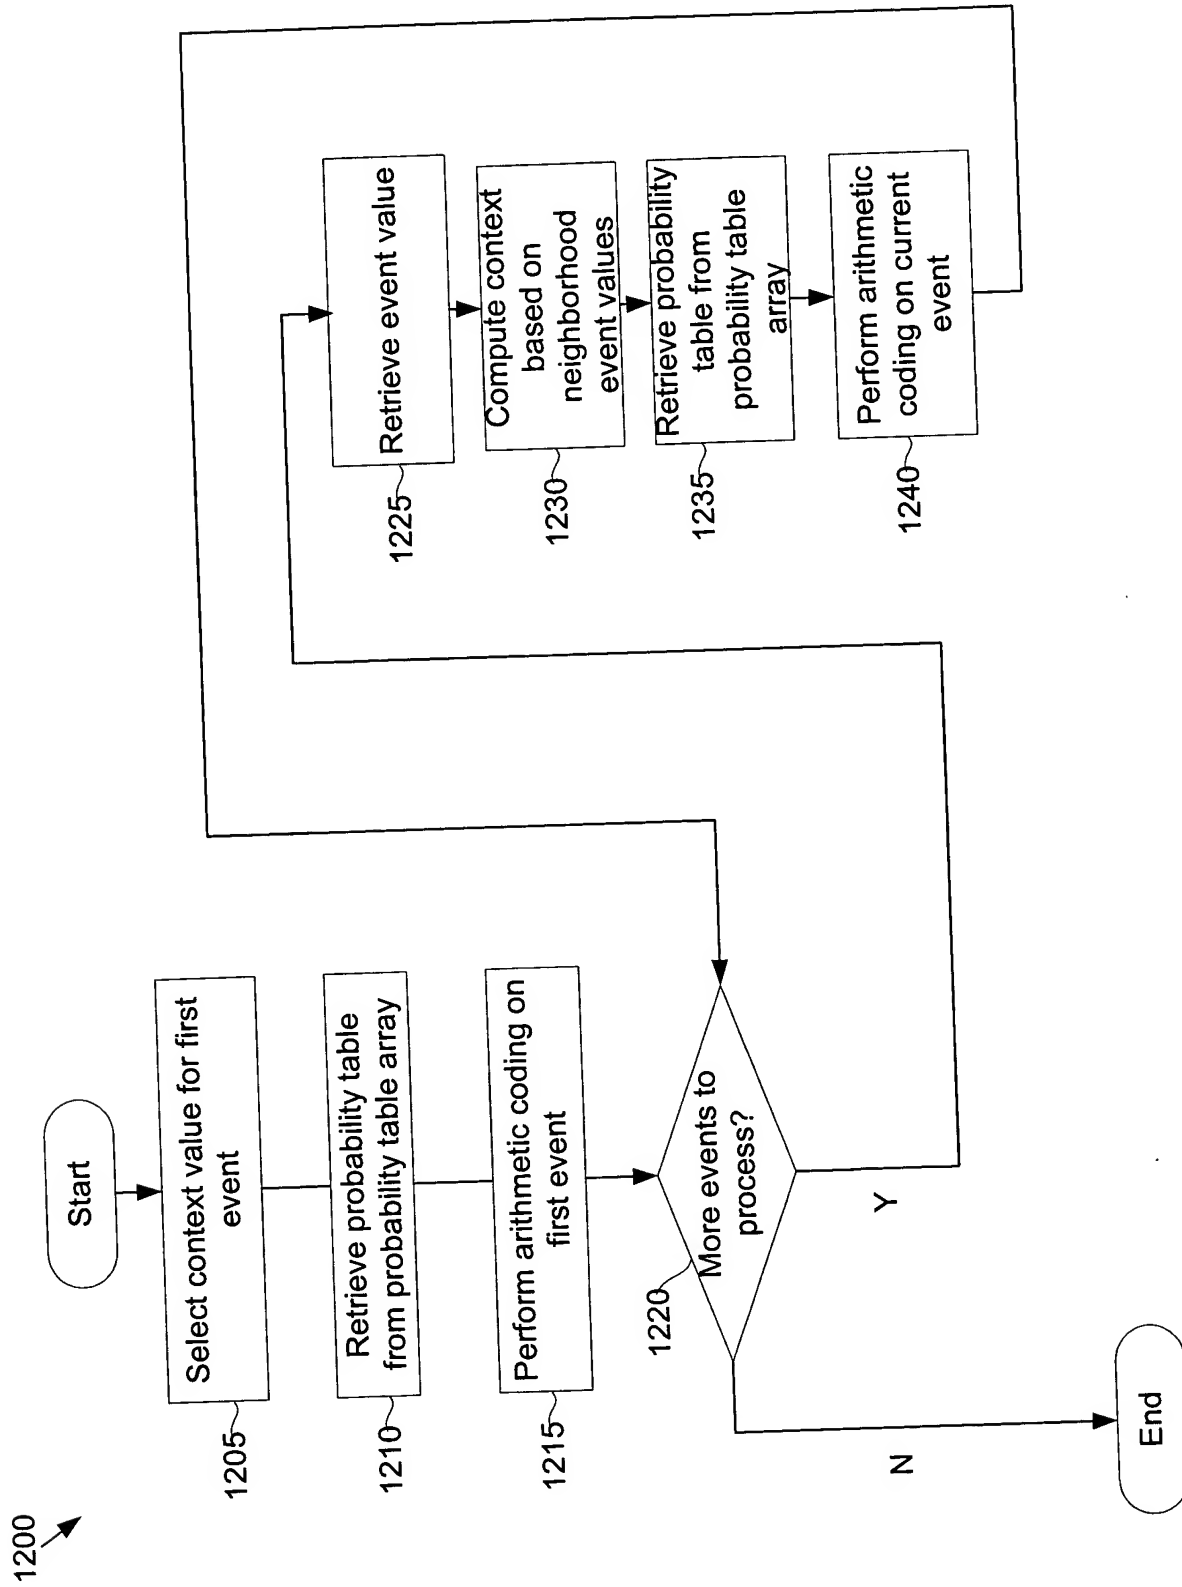 1200
Start
Select context value for first
event
1205
Retrieve probability table
from probability table array
1210
Perform arithmetic coding on
first event
1215
More events to
process?
1220
N
Y
End
Retrieve event value
1225
Compute context
based on
neighborhood
event values
1230
Retrieve probability
table from
probability table
array
1235
Perform arithmetic
coding on current
event
1240